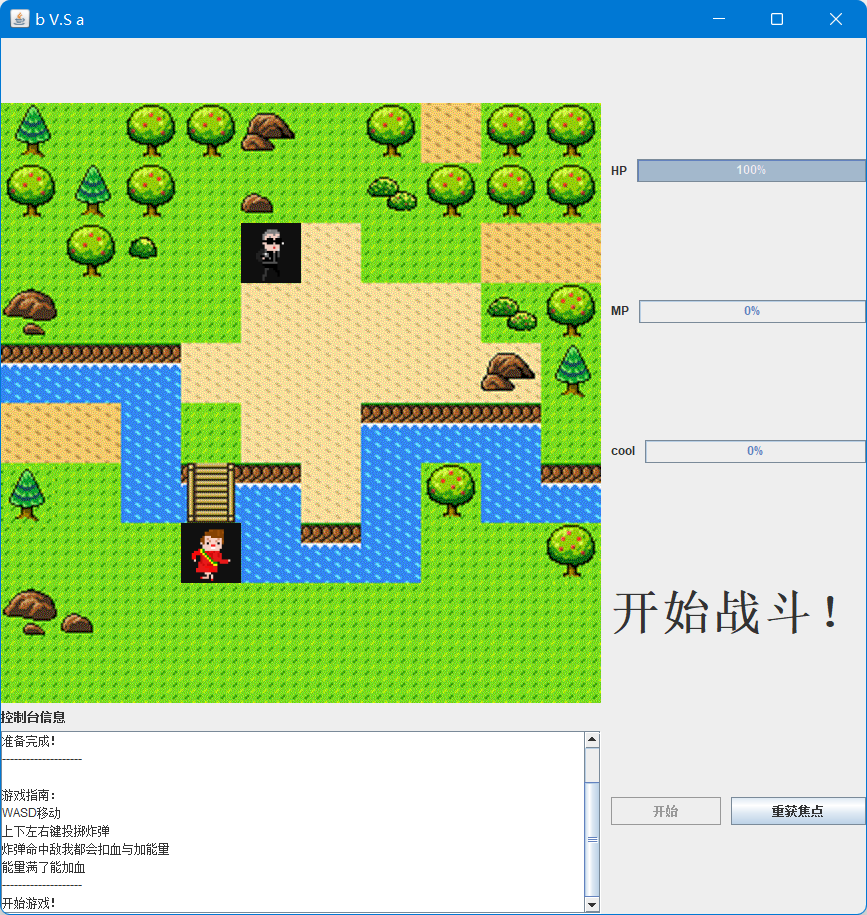 b V.S a
HP
100%
MP
0%
cool
0%
开始战斗！
控制台信息
准备完成！
--------------------
游戏指南：
WASD移动
上下左右键投掷炸弹
炸弹命中敌我都会扣血与加能量
能量满了能加血
--------------------
开始游戏！
开始
重获焦点